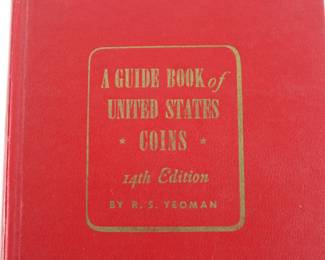 A GUIDE BOOK of
UNITED STATES
* COINS *
14th Edition
BY R. S. YEOMAN